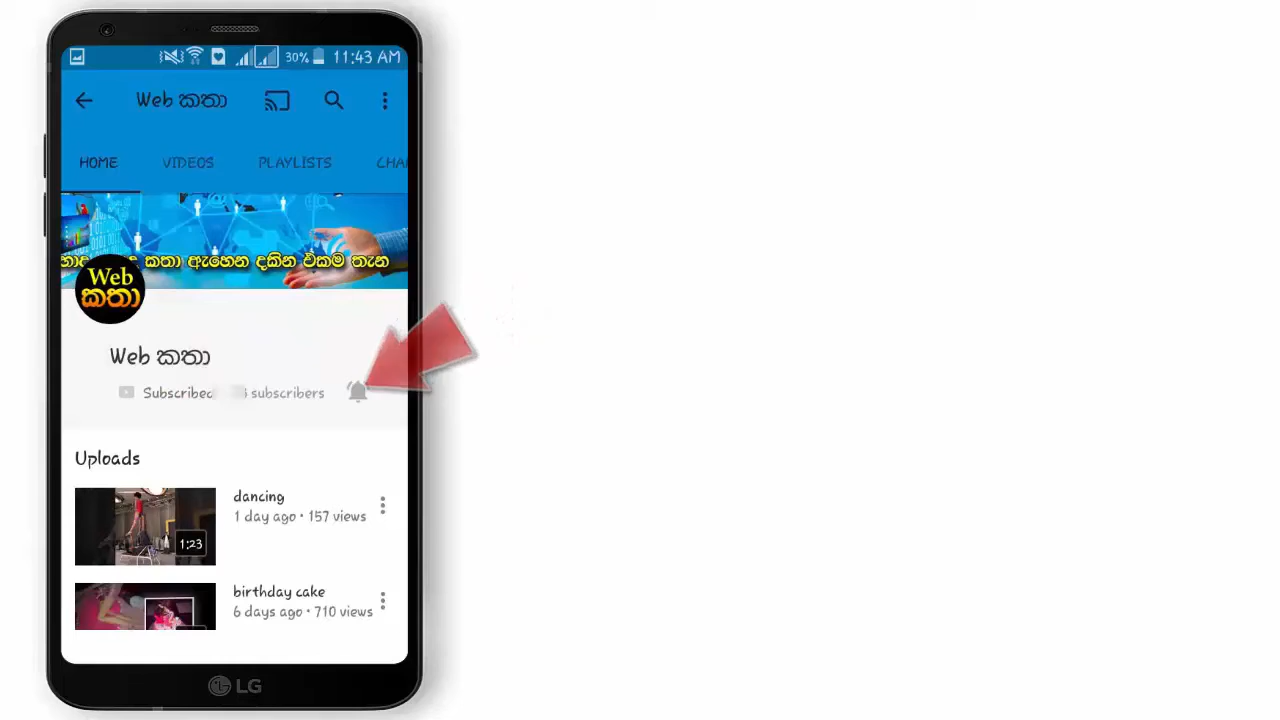 30% 11:43 AM
Web කතා
HOME VIDEOS PLAYLISTS CHA
කතා ඇහෙන දකින එකම තැන
Web
කතා
Web කතා
Subscribed subscribers
Uploads
dancing
1 day ago • 157 views
1:23
birthday cake
6 days ago • 710 views
LG